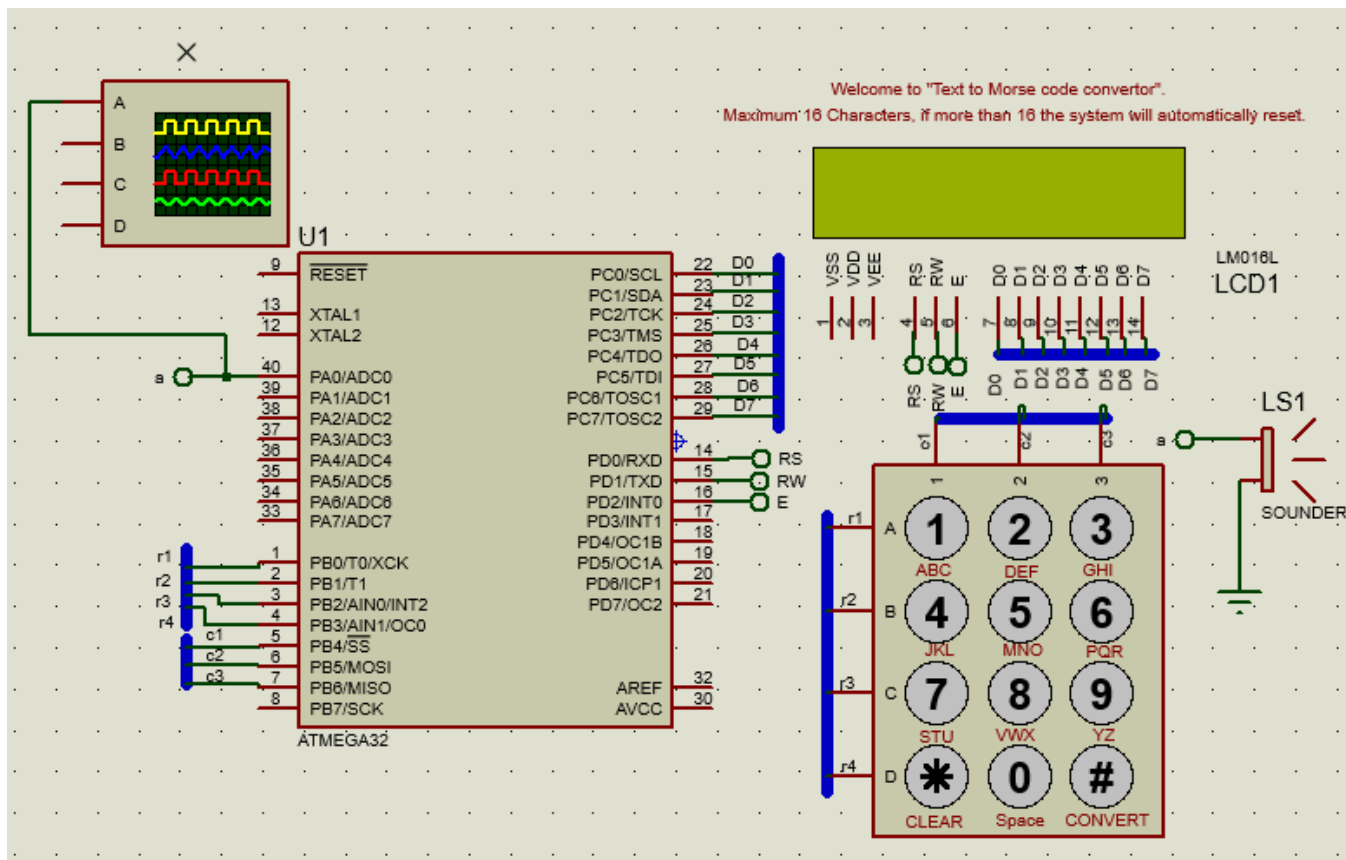 Welcome to "Text to Morse code convertor".
Maximum 16 Characters, if more than 16 the system will automatically reset.
A
B
C
D
U1
9 RESET
13 XTAL1
12 XTAL2
a 40 PA0/ADC0
39 PA1/ADC1
38 PA2/ADC2
37 PA3/ADC3
36 PA4/ADC4
35 PA5/ADC5
34 PA6/ADC6
33 PA7/ADC7
r1 1 PB0/T0/XCK
r2 2 PB1/T1
r3 3 PB2/AIN0/INT2
r4 4 PB3/AIN1/OC0
c1 5 PB4/SS
c2 6 PB5/MOSI
c3 7 PB6/MISO
8 PB7/SCK
PC0/SCL 22 D0
PC1/SDA 23 D1
PC2/TCK 24 D2
PC3/TMS 25 D3
PC4/TDO 26 D4
PC5/TDI 27 D5
PC6/TOSC1 28 D6
PC7/TOSC2 29 D7
PD0/RXD 14 RS
PD1/TXD 15 RW
PD2/INT0 16 E
PD3/INT1 17
PD4/OC1B 18
PD5/OC1A 19
PD6/ICP1 20
PD7/OC2 21
AREF 32
AVCC 30
ATMEGA32
LM016L
LCD1
VSS VDD VEE RS RW E D0 D1 D2 D3 D4 D5 D6 D7
1 2 3 4 5 6 7 8 9 10 11 12 13 14
RS RW E D0 D1 D2 D3 D4 D5 D6 D7
c1 c2 c3
1 2 3
r1 A 1 2 3
ABC DEF GHI
r2 B 4 5 6
JKL MNO PQR
r3 C 7 8 9
STU VWX YZ
r4 D * 0 #
CLEAR Space CONVERT
LS1
a
SOUNDER